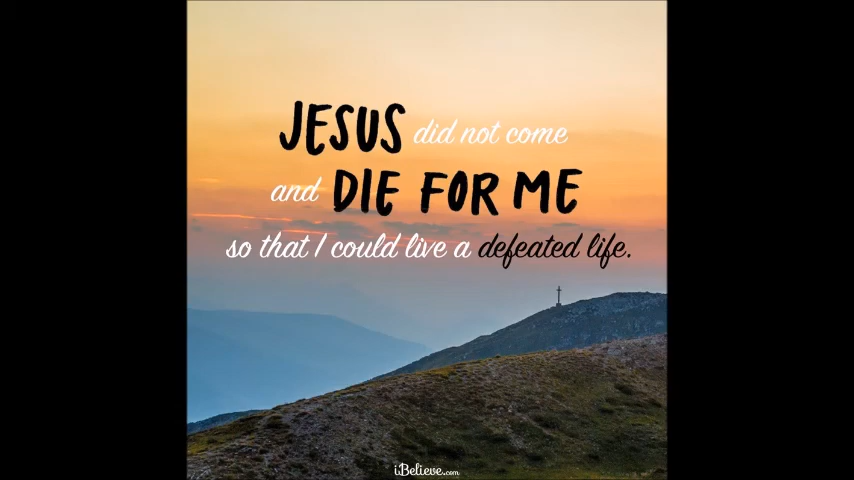 JESUS did not come
and DIE FOR ME
so that I could live a defeated life.
iBelieve.com